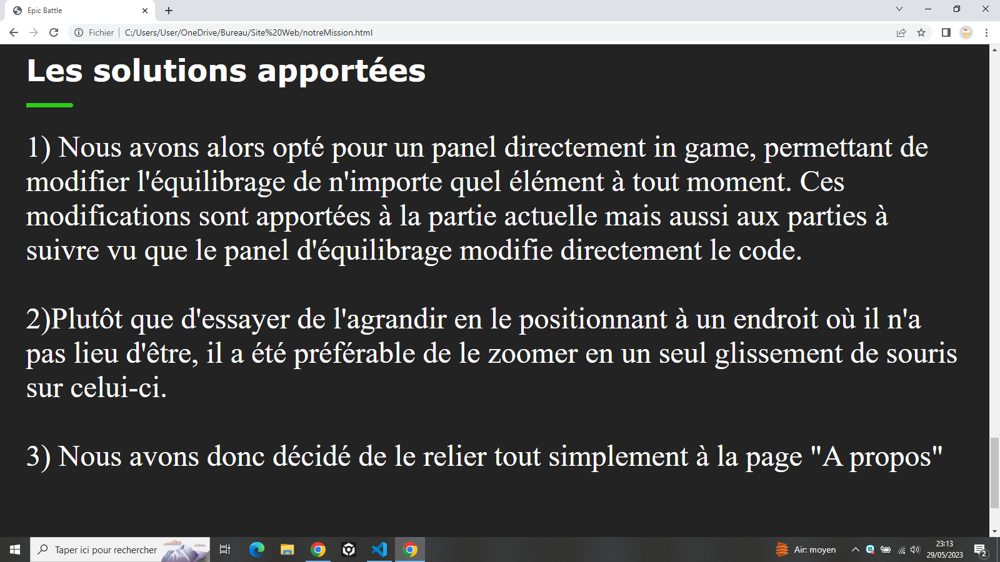 Epic Battle
Fichier
C:/Users/User/OneDrive/Bureau/Site%20Web/notreMission.html
Les solutions apportées
1) Nous avons alors opté pour un panel directement in game, permettant de
modifier l'équilibrage de n'importe quel élément à tout moment. Ces
modifications sont apportées à la partie actuelle mais aussi aux parties à
suivre vu que le panel d'équilibrage modifie directement le code.
2)Plutôt que d'essayer de l'agrandir en le positionnant à un endroit où il n'a
pas lieu d'être, il a été préférable de le zoomer en un seul glissement de souris
sur celui-ci.
3) Nous avons donc décidé de le relier tout simplement à la page "A propos"
Taper ici pour rechercher
Air: moyen
23:13
29/05/2023
2